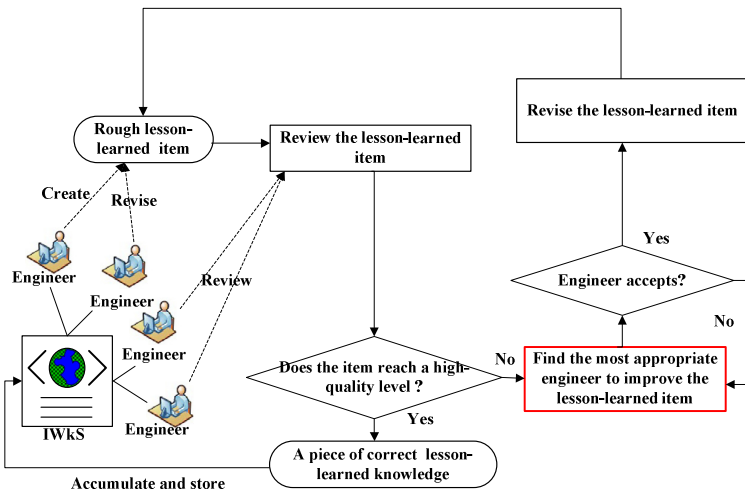 Rough lesson-
learned item
Review the lesson-learned
item
Revise the lesson-learned item
Create
Revise
Engineer
Engineer
Review
Engineer
Engineer
IWkS
Yes
Engineer accepts?
No
Does the item reach a high-
quality level ?
No
Find the most appropriate
engineer to improve the
lesson-learned item
Yes
A piece of correct lesson-
learned knowledge
Accumulate and store